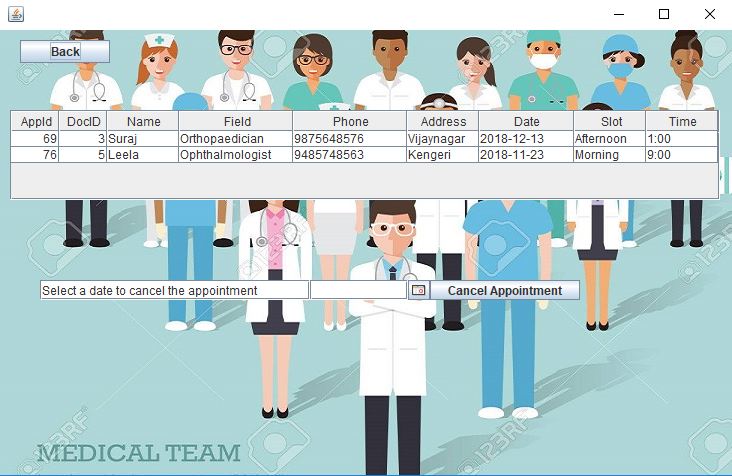 Back
AppId DocID Name Field Phone Address Date Slot Time
69 3 Suraj Orthopaedician 9875648576 Vijaynagar 2018-12-13 Afternoon 1:00
76 5 Leela Ophthalmologist 9485748563 Kengeri 2018-11-23 Morning 9:00
Select a date to cancel the appointment Cancel Appointment
MEDICAL TEAM
123RF